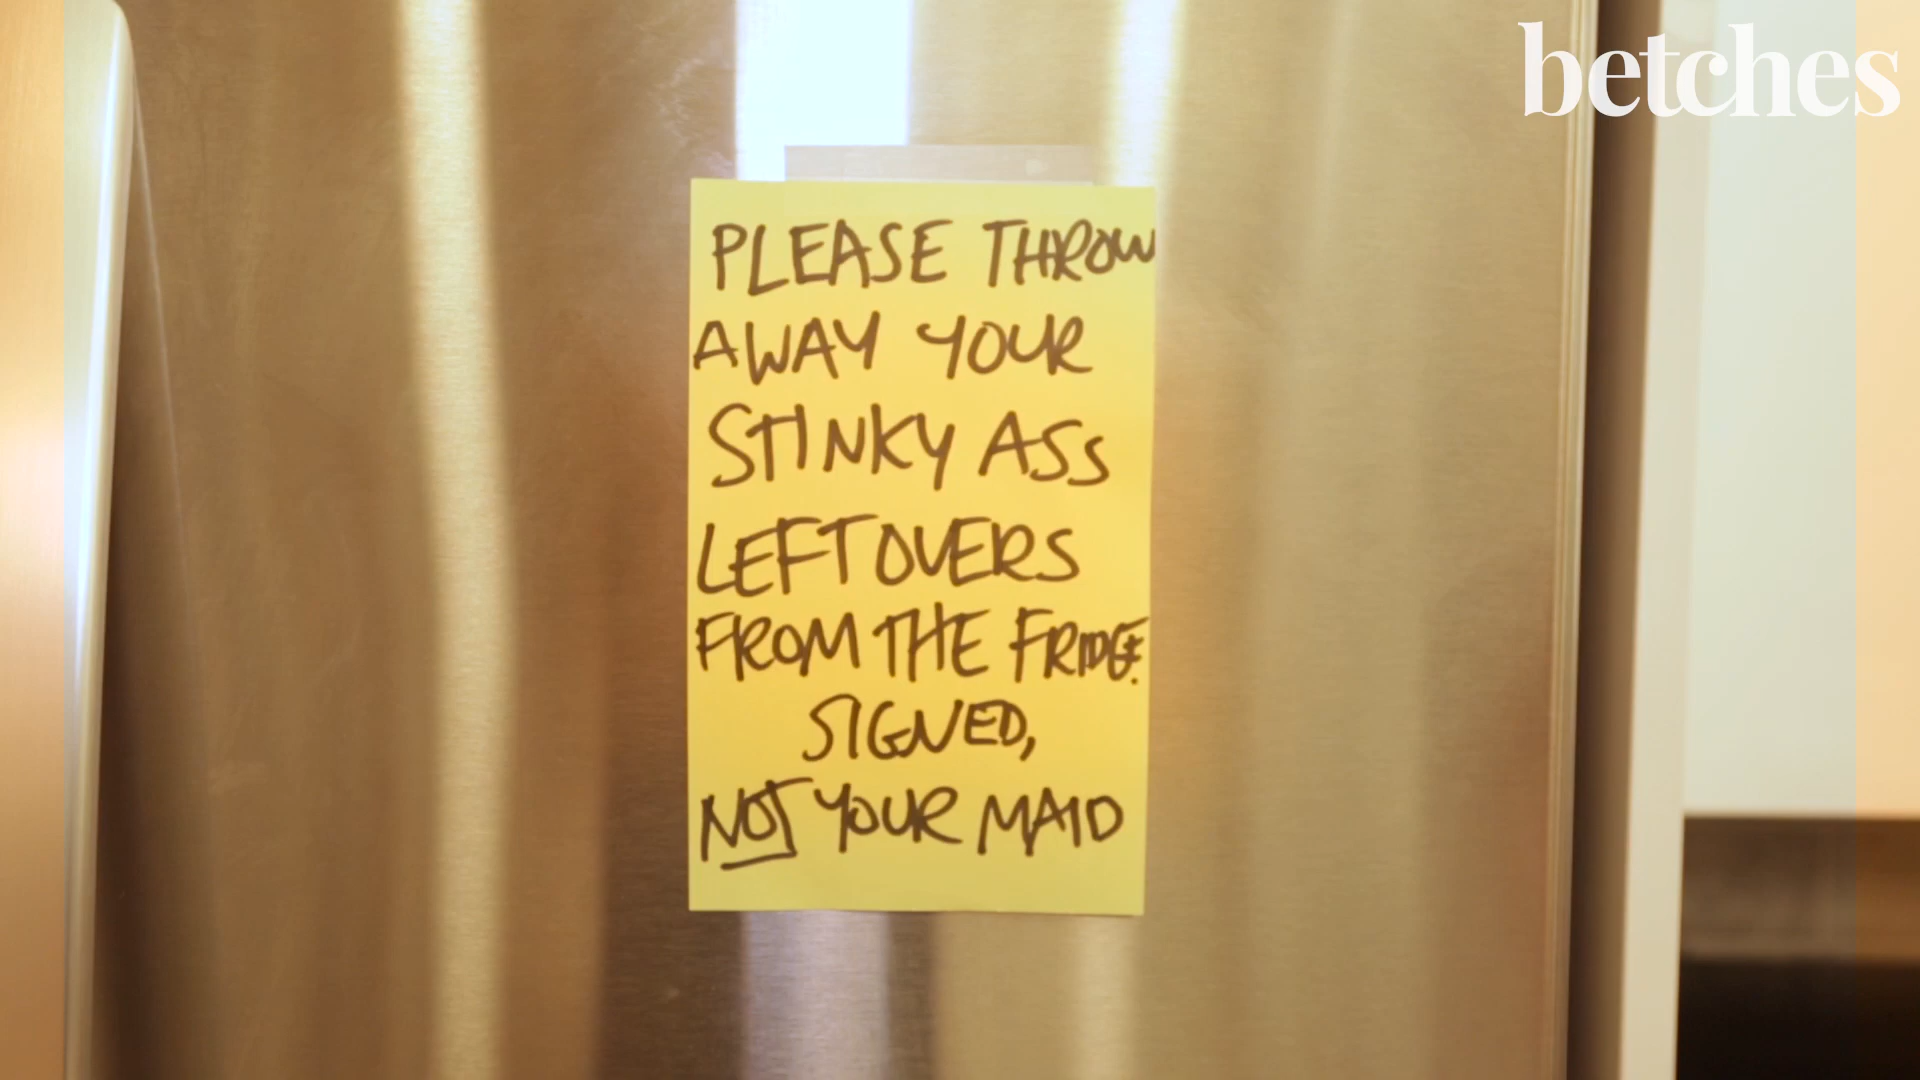 betches
PLEASE THROW
AWAY YOUR
STINKY ASS
LEFTOVERS
FROM THE FRIDGE.
SIGNED,
NOT YOUR MAID